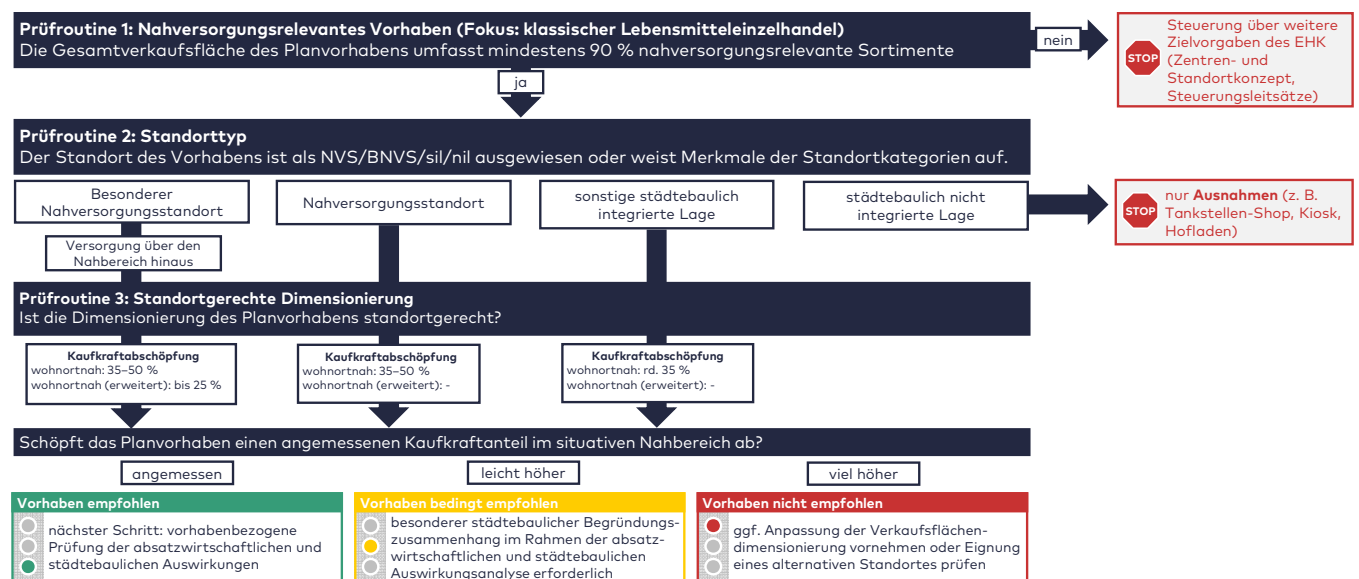 Prüfroutine 1: Nahversorgungsrelevantes Vorhaben (Fokus: klassischer Lebensmitteleinzelhandel)
Die Gesamtverkaufsfläche des Planvorhabens umfasst mindestens 90 % nahversorgungsrelevante Sortimente
nein
STOP
Steuerung über weitere
Zielvorgaben des EHK
(Zentren- und
Standortkonzept,
Steuerungsleitsätze)
ja
Prüfroutine 2: Standorttyp
Der Standort des Vorhabens ist als NVS/BNVS/sil/nil ausgewiesen oder weist Merkmale der Standortkategorien auf.
Besonderer
Nahversorgungsstandort
Nahversorgungsstandort
sonstige städtebaulich
integrierte Lage
städtebaulich nicht
integrierte Lage
STOP
nur Ausnahmen (z. B.
Tankstellen-Shop, Kiosk,
Hofladen)
Versorgung über den
Nahbereich hinaus
Prüfroutine 3: Standortgerechte Dimensionierung
Ist die Dimensionierung des Planvorhabens standortgerecht?
Kaufkraftabschöpfung
wohnortnah: 35–50 %
wohnortnah (erweitert): bis 25 %
Kaufkraftabschöpfung
wohnortnah: 35–50 %
wohnortnah (erweitert): -
Kaufkraftabschöpfung
wohnortnah: rd. 35 %
wohnortnah (erweitert): -
Schöpft das Planvorhaben einen angemessenen Kaufkraftanteil im situativen Nahbereich ab?
angemessen
leicht höher
viel höher
Vorhaben empfohlen
nächster Schritt: vorhabenbezogene
Prüfung der absatzwirtschaftlichen und
städtebaulichen Auswirkungen
Vorhaben bedingt empfohlen
besonderer städtebaulicher Begründungs-
zusammenhang im Rahmen der absatz-
wirtschaftlichen und städtebaulichen
Auswirkungsanalyse erforderlich
Vorhaben nicht empfohlen
ggf. Anpassung der Verkaufsflächen-
dimensionierung vornehmen oder Eignung
eines alternativen Standortes prüfen